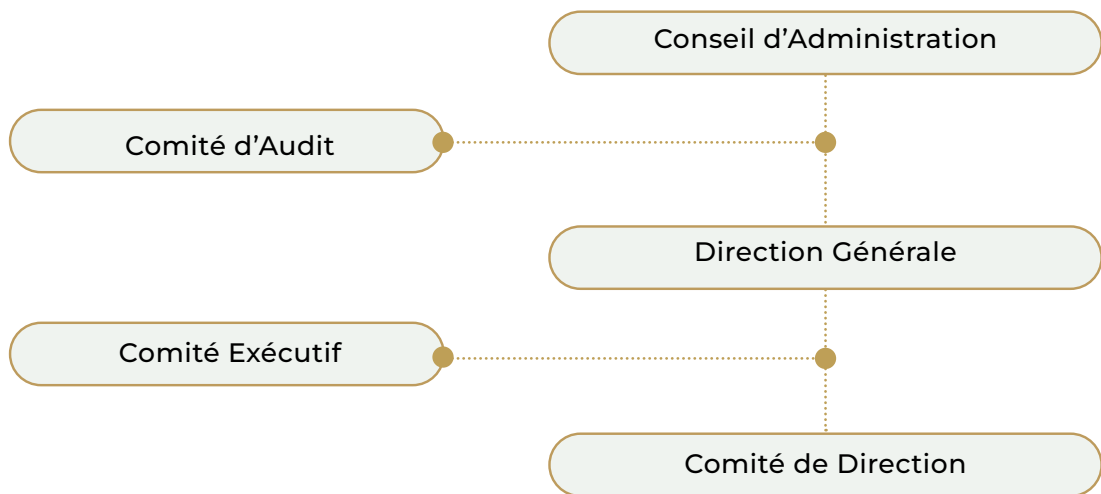 Conseil d’Administration
Comité d’Audit
Direction Générale
Comité Exécutif
Comité de Direction